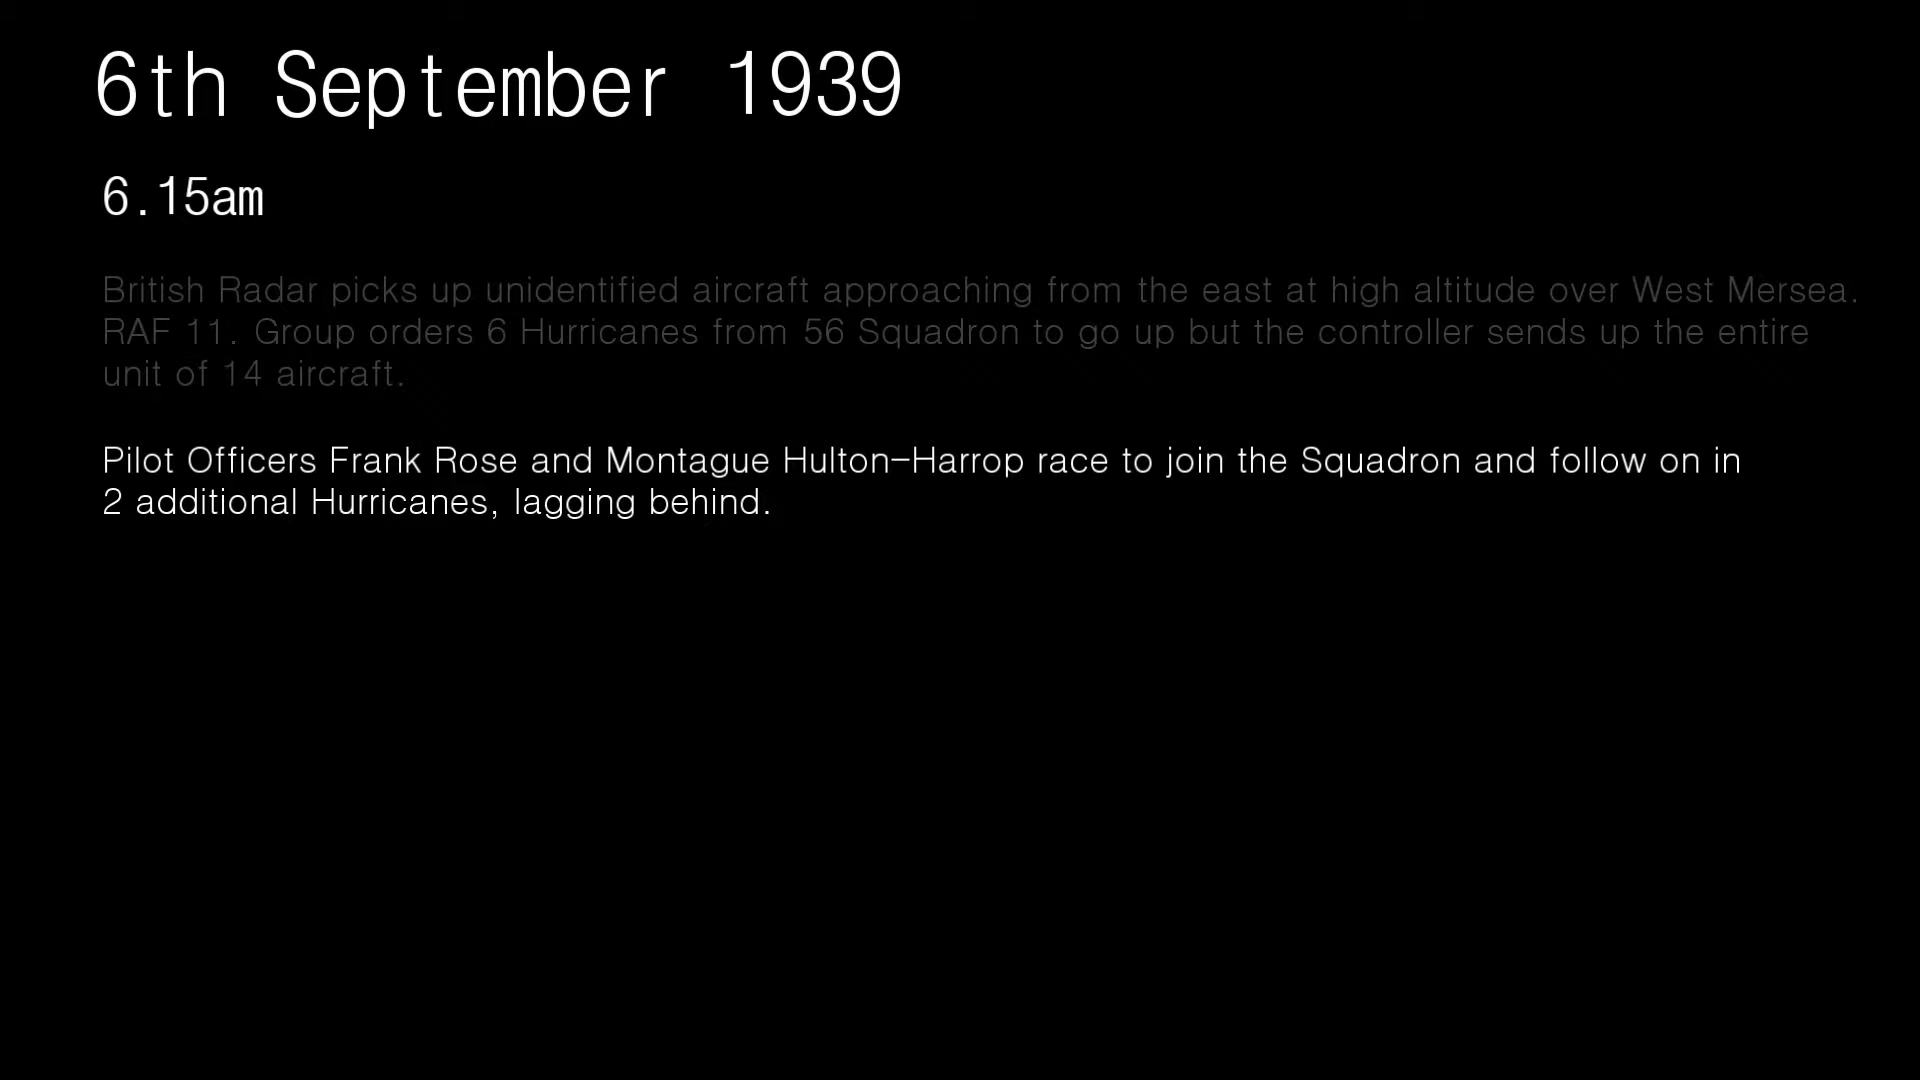 6th September 1939
6.15am
British Radar picks up unidentified aircraft approaching from the east at high altitude over West Mersea.
RAF 11. Group orders 6 Hurricanes from 56 Squadron to go up but the controller sends up the entire
unit of 14 aircraft.
Pilot Officers Frank Rose and Montague Hulton-Harrop race to join the Squadron and follow on in
2 additional Hurricanes, lagging behind.